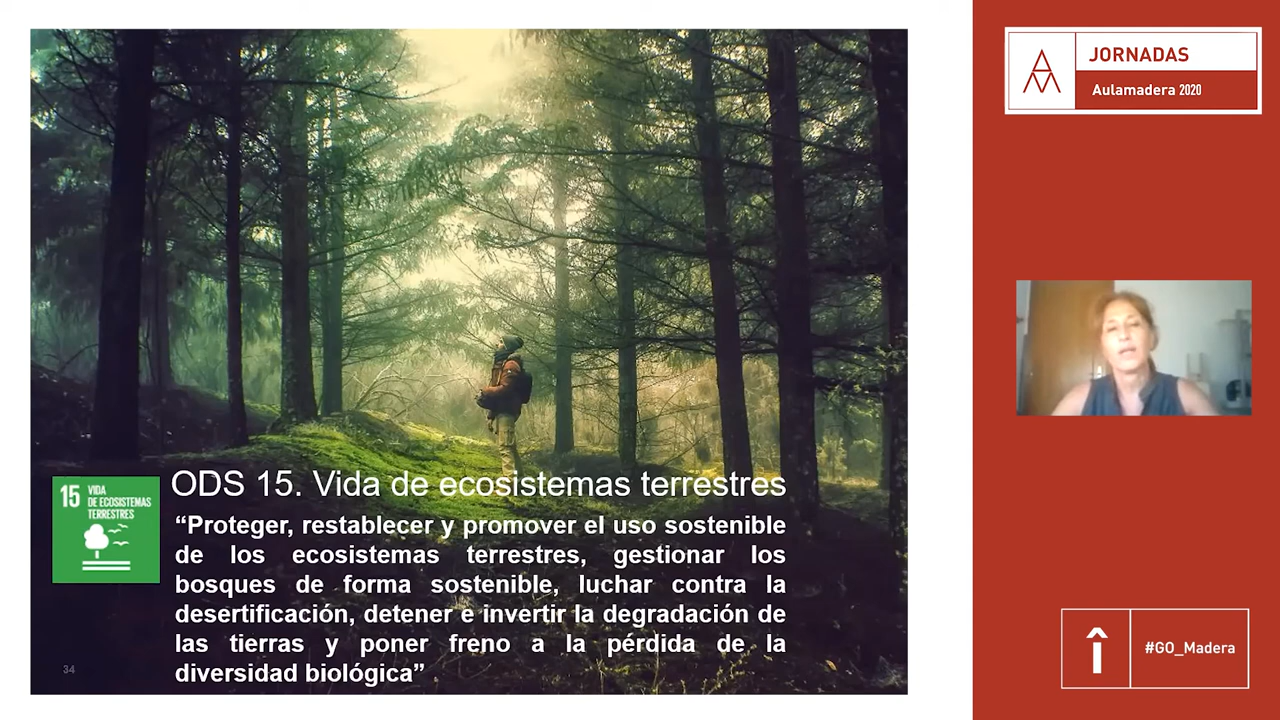 JORNADAS
Aulamadera 2020
15 VIDA
DE ECOSISTEMAS
TERRESTRES
ODS 15. Vida de ecosistemas terrestres
“Proteger, restablecer y promover el uso sostenible
de los ecosistemas terrestres, gestionar los
bosques de forma sostenible, luchar contra la
desertificación, detener e invertir la degradación de
las tierras y poner freno a la pérdida de la
diversidad biológica”
34
#GO_Madera